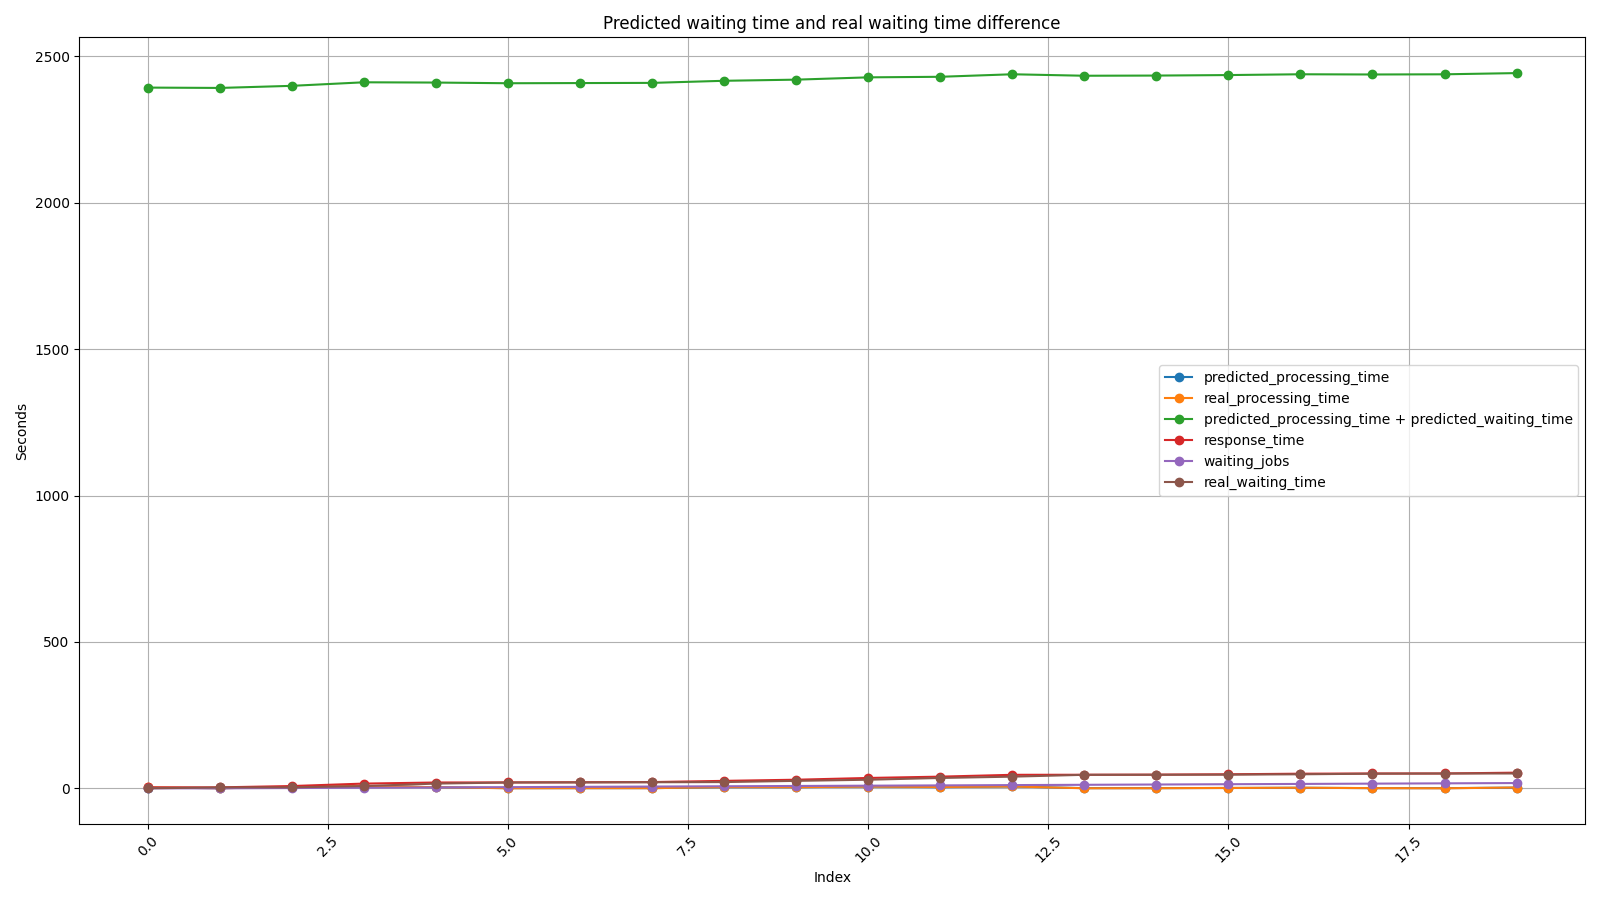 Predicted waiting time and real waiting time difference
2500
2000
1500
1000
500
0
Seconds
predicted_processing_time
real_processing_time
predicted_processing_time + predicted_waiting_time
response_time
waiting_jobs
real_waiting_time
0.0
2.5
5.0
7.5
10.0
12.5
15.0
17.5
Index